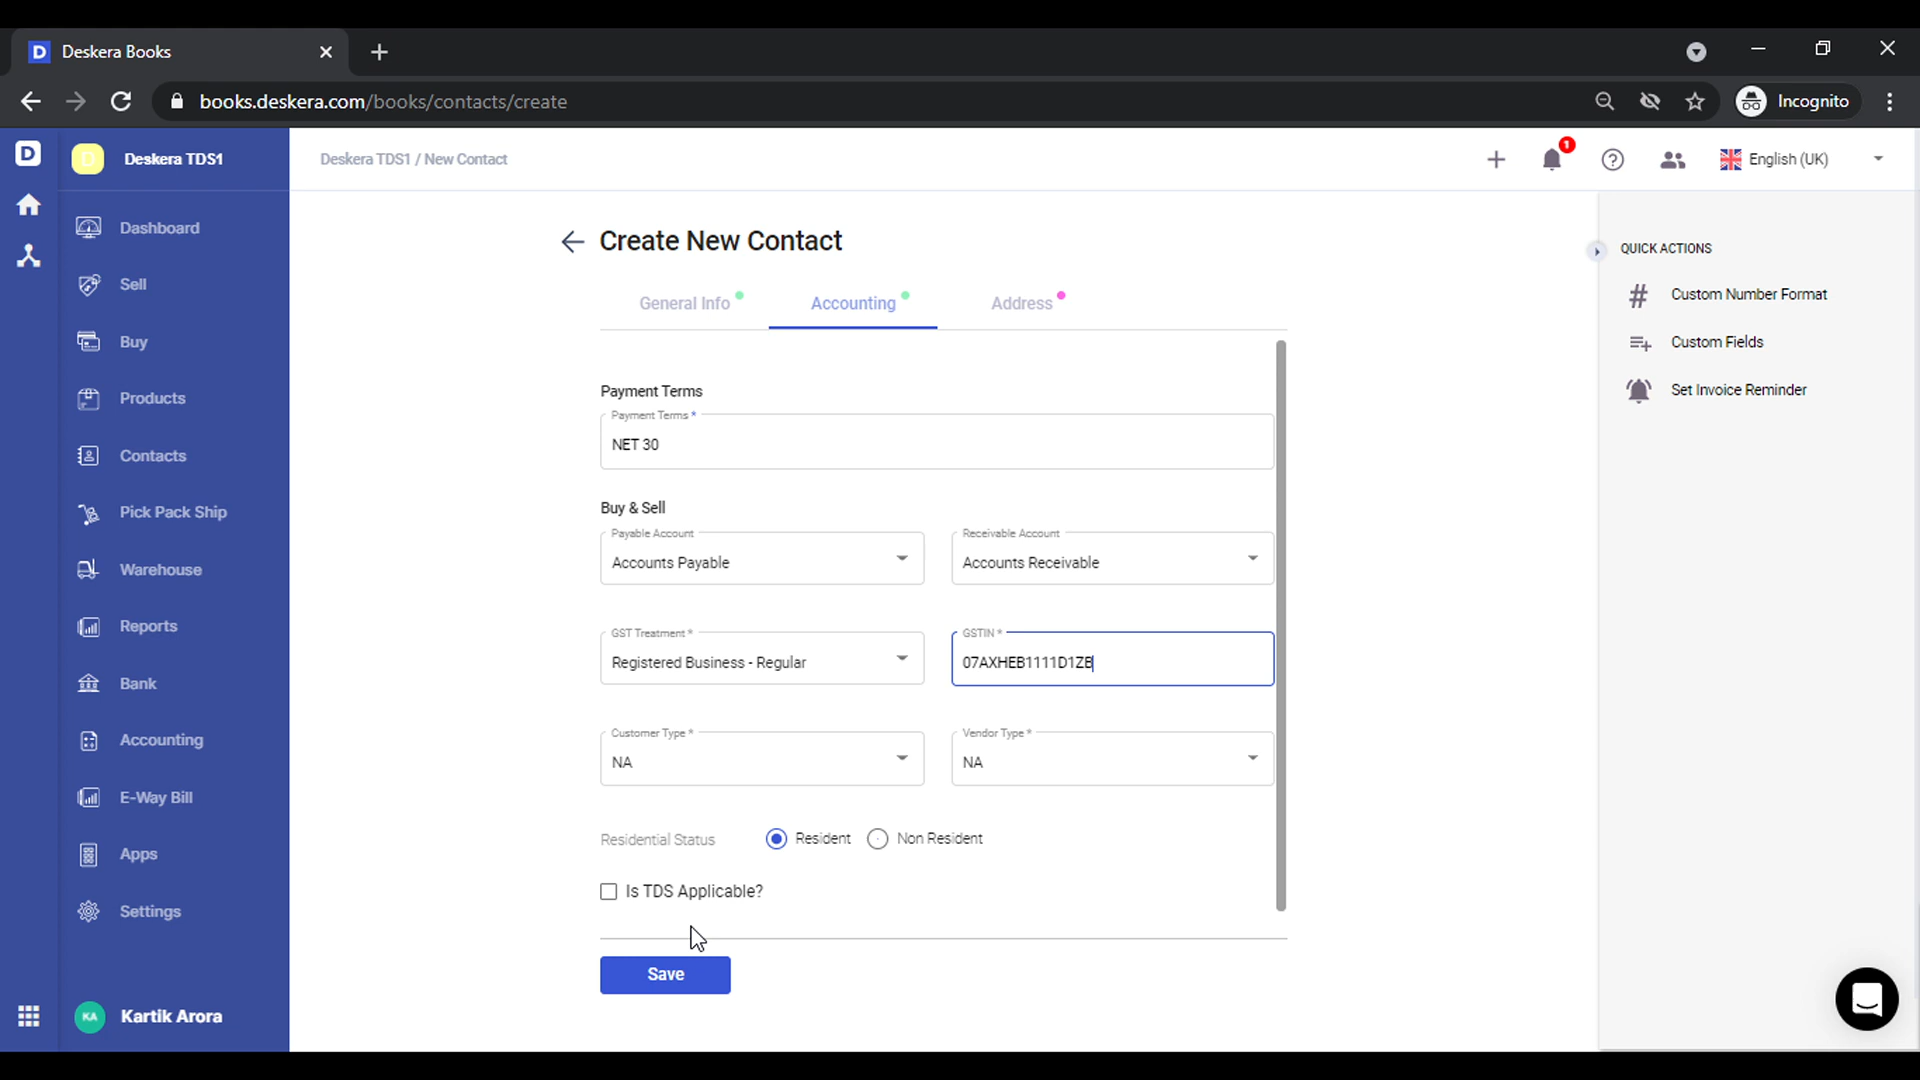 D Deskera Books
books.deskera.com/books/contacts/create
Incognito
D
D Deskera TDS1
Deskera TDS1 / New Contact
1
English (UK)
Dashboard
Sell
Buy
Products
Contacts
Pick Pack Ship
Warehouse
Reports
Bank
Accounting
E-Way Bill
Apps
Settings
KA Kartik Arora
Create New Contact
General Info
Accounting
Address
Payment Terms
Payment Terms *
NET 30
Buy & Sell
Payable Account
Accounts Payable
Receivable Account
Accounts Receivable
GST Treatment *
Registered Business - Regular
GSTIN *
07AXHEB1111D1ZB
Customer Type *
NA
Vendor Type *
NA
Residential Status
Resident
Non Resident
Is TDS Applicable?
Save
QUICK ACTIONS
Custom Number Format
Custom Fields
Set Invoice Reminder